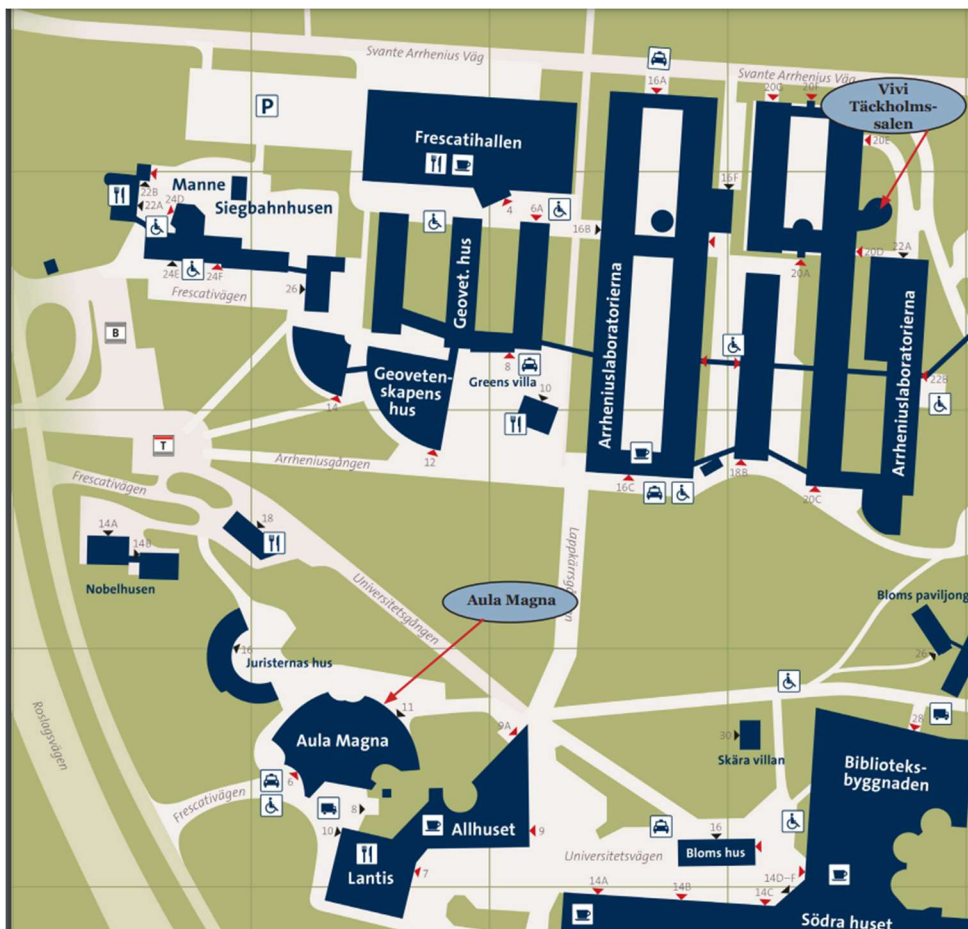 Svante Arrhenius Väg
Svante Arrhenius Väg
16A
20Q
20F
Vivi
Täckholms-
salen
P
Frescatihallen
20E
22B
22A
24D
Manne
Siegbahnhusen
4
6A
16B
16F
20D
22A
24E
24F
26
20A
Frescativägen
Geovet. hus
B
Arrheniuslaboratorierna
Arrheniuslaboratorierna
8
Geoveten-
skapens
hus
Greens villa
10
22B
14
T
Arrheniusgången
12
16C
18B
20C
Frescativägen
14A
14B
18
Lappkärrsgången
Nobelhusen
Universitetsgången
Aula Magna
Bloms paviljong
16
Juristernas hus
26
Roslagsvägen
11
9A
28
Aula Magna
30
Skära villan
Biblioteks-
byggnaden
6
Frescativägen
8
10
Allhuset
9
16
Universitetsvägen
Bloms hus
Lantis
7
14A
14B
14C
14D–F
Södra huset